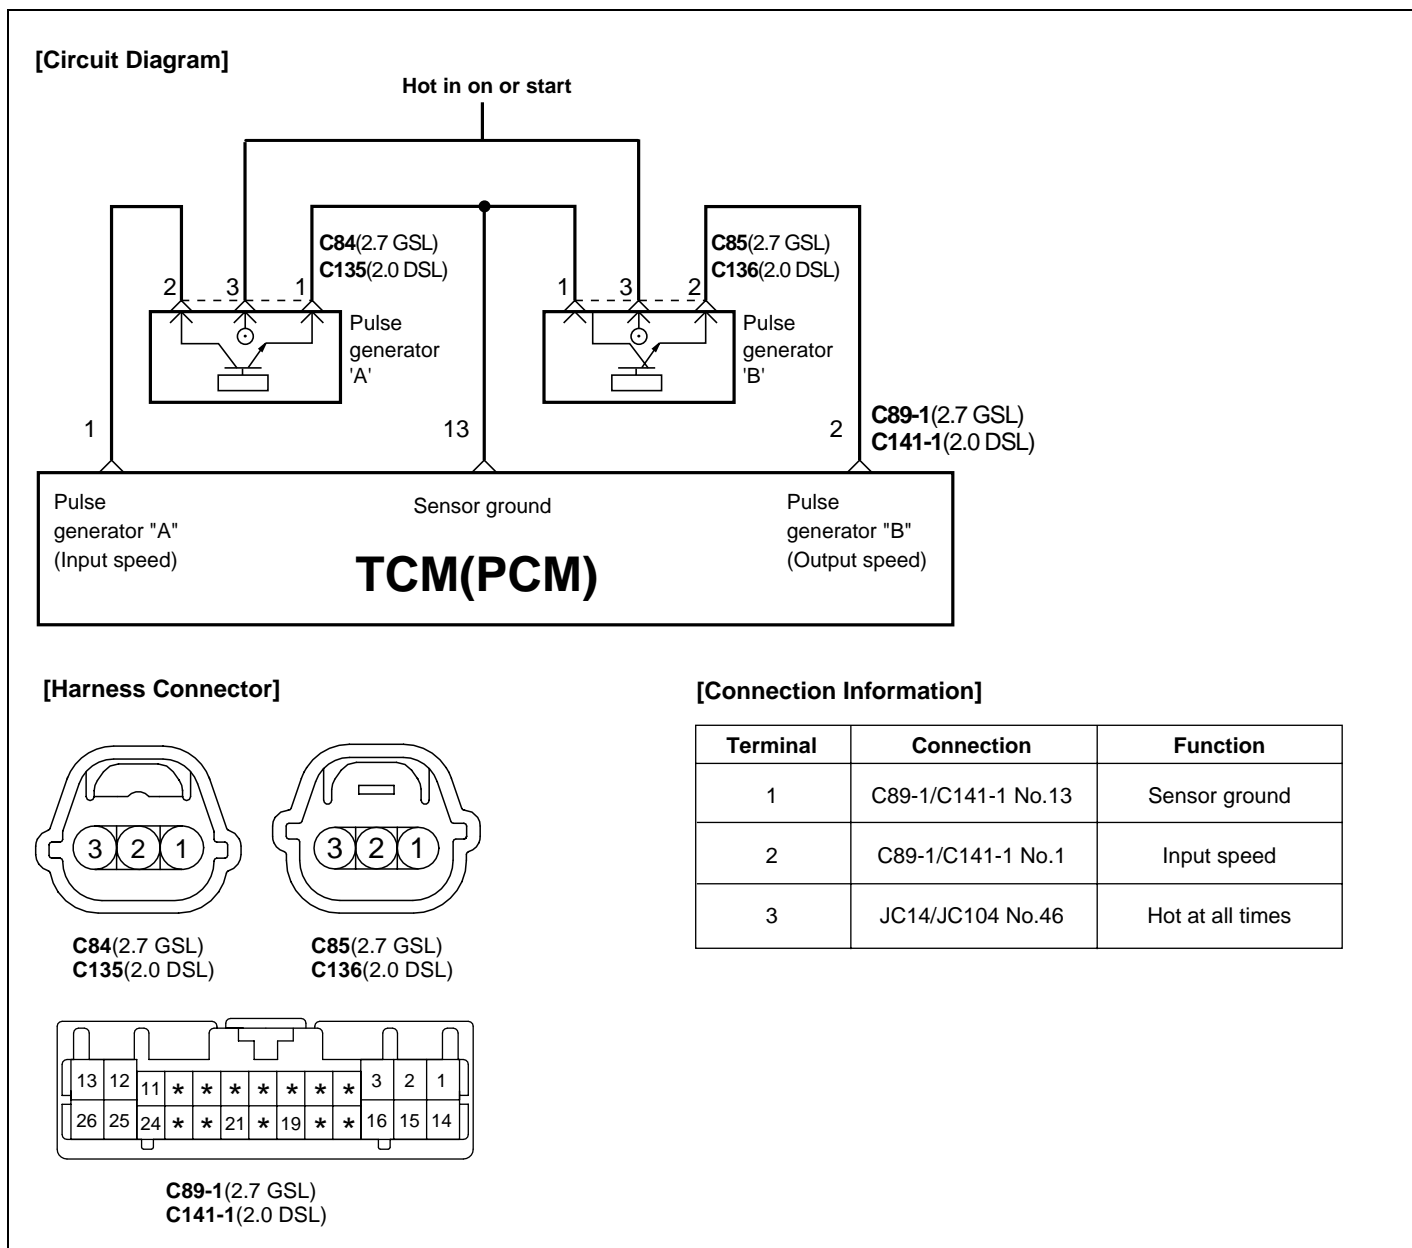 [Circuit Diagram]
Hot in on or start
C84(2.7 GSL)
C135(2.0 DSL)
C85(2.7 GSL)
C136(2.0 DSL)
2 3 1
1 3 2
Pulse
generator
'A'
Pulse
generator
'B'
C89-1(2.7 GSL)
C141-1(2.0 DSL)
1 13 2
Pulse
generator "A"
(Input speed)
Sensor ground
Pulse
generator "B"
(Output speed)
TCM(PCM)
[Harness Connector]
3 2 1
3 2 1
C84(2.7 GSL)
C135(2.0 DSL)
C85(2.7 GSL)
C136(2.0 DSL)
13 12 11 * * * * * * * 3 2 1
26 25 24 * * 21 * 19 * * 16 15 14
C89-1(2.7 GSL)
C141-1(2.0 DSL)
[Connection Information]
Terminal Connection Function
1 C89-1/C141-1 No.13 Sensor ground
2 C89-1/C141-1 No.1 Input speed
3 JC14/JC104 No.46 Hot at all times